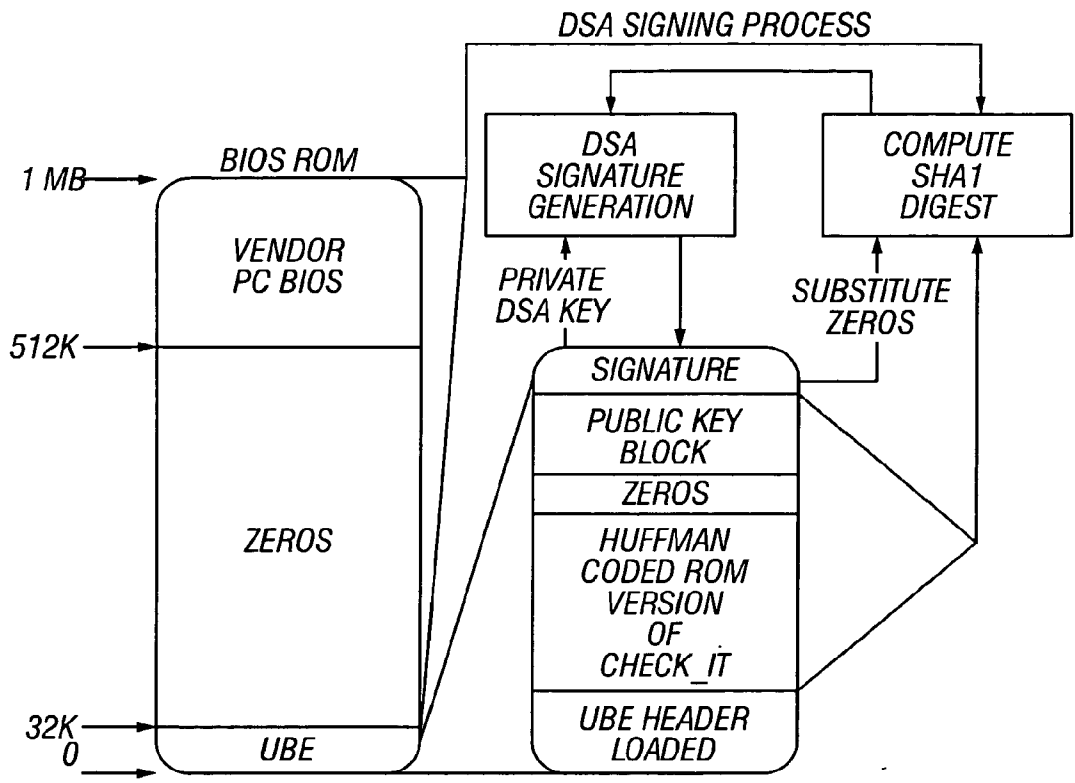 DSA SIGNING PROCESS
BIOS ROM
1 MB
VENDOR
PC BIOS
512K
ZEROS
32K
0
UBE
DSA
SIGNATURE
GENERATION
COMPUTE
SHA1
DIGEST
PRIVATE
DSA KEY
SUBSTITUTE
ZEROS
SIGNATURE
PUBLIC KEY
BLOCK
ZEROS
HUFFMAN
CODED ROM
VERSION
OF
CHECK_IT
UBE HEADER
LOADED